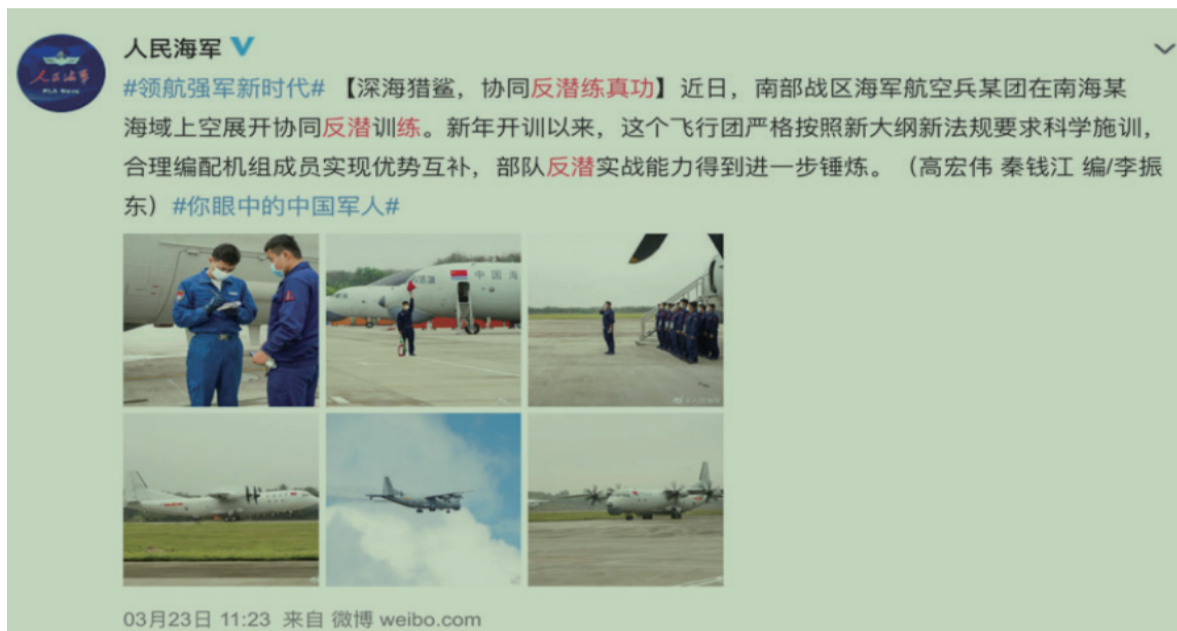 人民海军
人民海军
PLA NAVY
#领航强军新时代# 【深海猎鲨，协同反潜练真功】近日，南部战区海军航空兵某团在南海某
海域上空展开协同反潜训练。新年开训以来，这个飞行团严格按照新大纲新法规要求科学施训，
合理编配机组成员实现优势互补，部队反潜实战能力得到进一步锤炼。（高宏伟 秦钱江 编/李振
东）#你眼中的中国军人#
中国海
03月23日 11:23 来自 微博 weibo.com